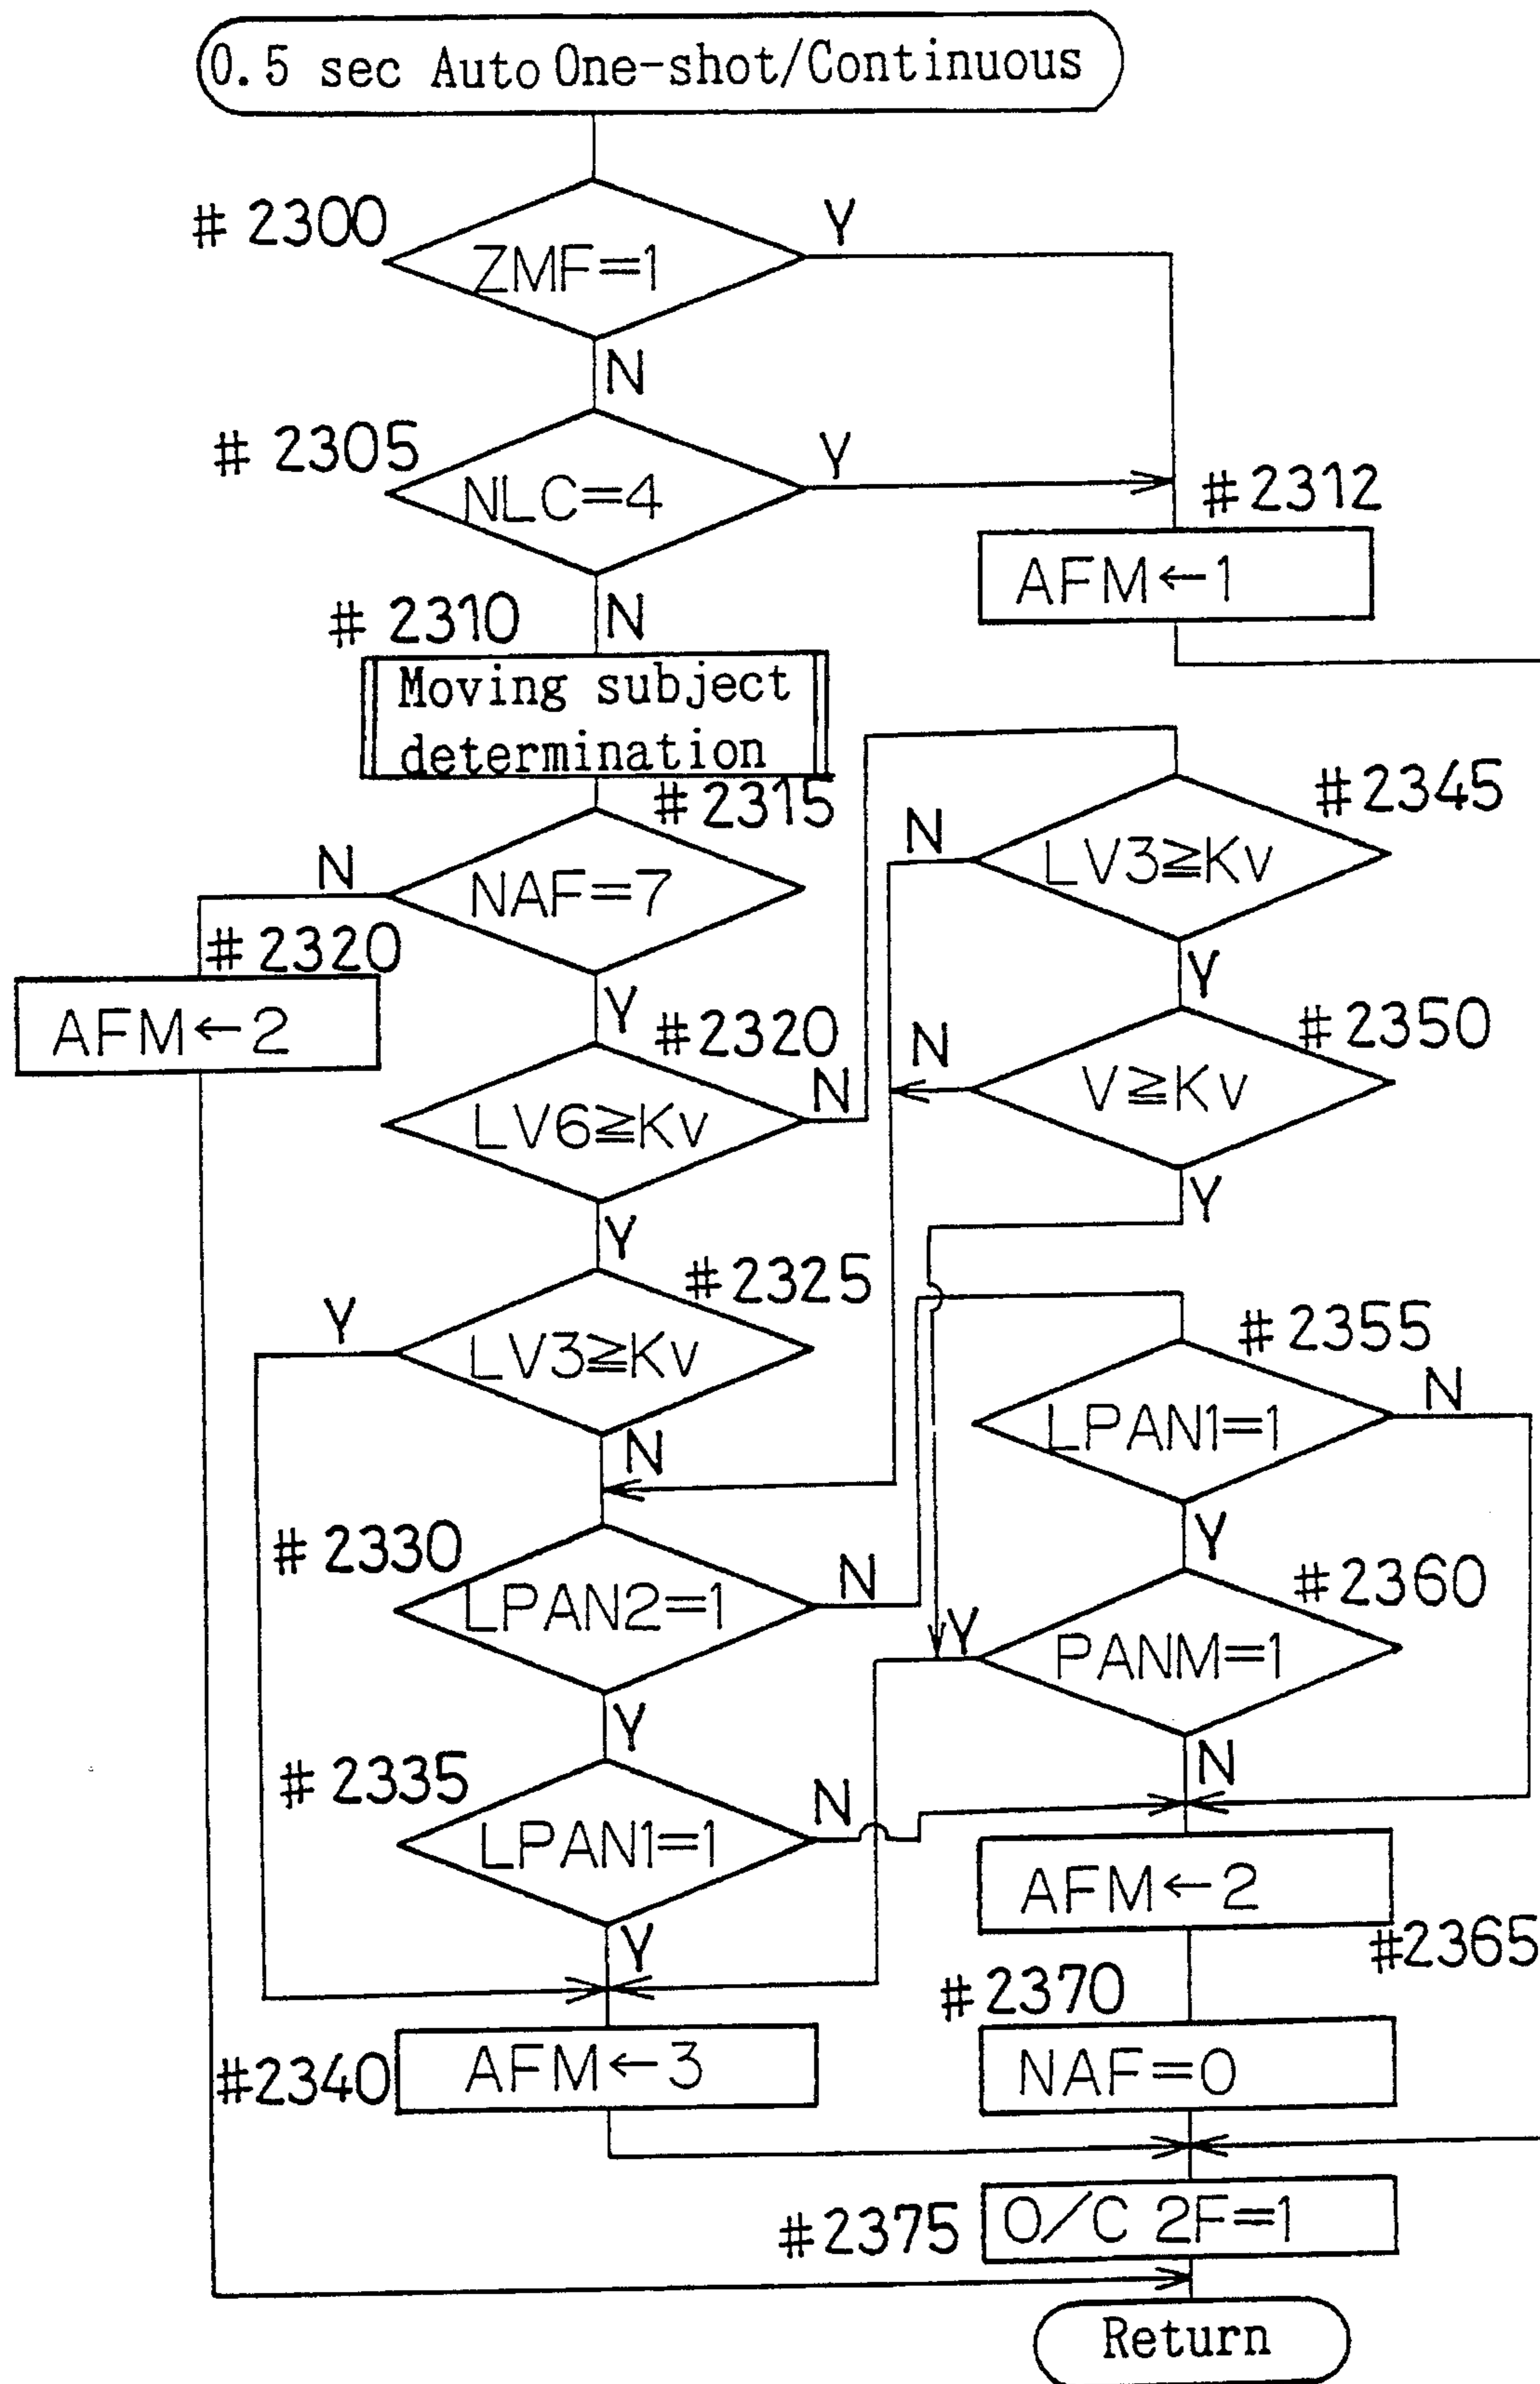 0.5 sec Auto One-shot/Continuous
# 2300
ZMF=1
Y
N
# 2305
NLC=4
Y
# 2312
AFM←1
N
# 2310
Moving subject
determination
# 2315
NAF=7
N
Y
# 2320
AFM←2
#2320
LV6≧Kv
N
Y
#2345
LV3≧Kv
N
Y
#2350
V≧Kv
N
Y
#2325
LV3≧Kv
Y
N
# 2355
LPAN1=1
N
Y
# 2330
LPAN2=1
N
Y
#2360
PANM=1
Y
N
# 2335
LPAN1=1
N
Y
AFM←2
#2365
#2340
AFM←3
#2370
NAF=0
#2375
O/C 2F=1
Return